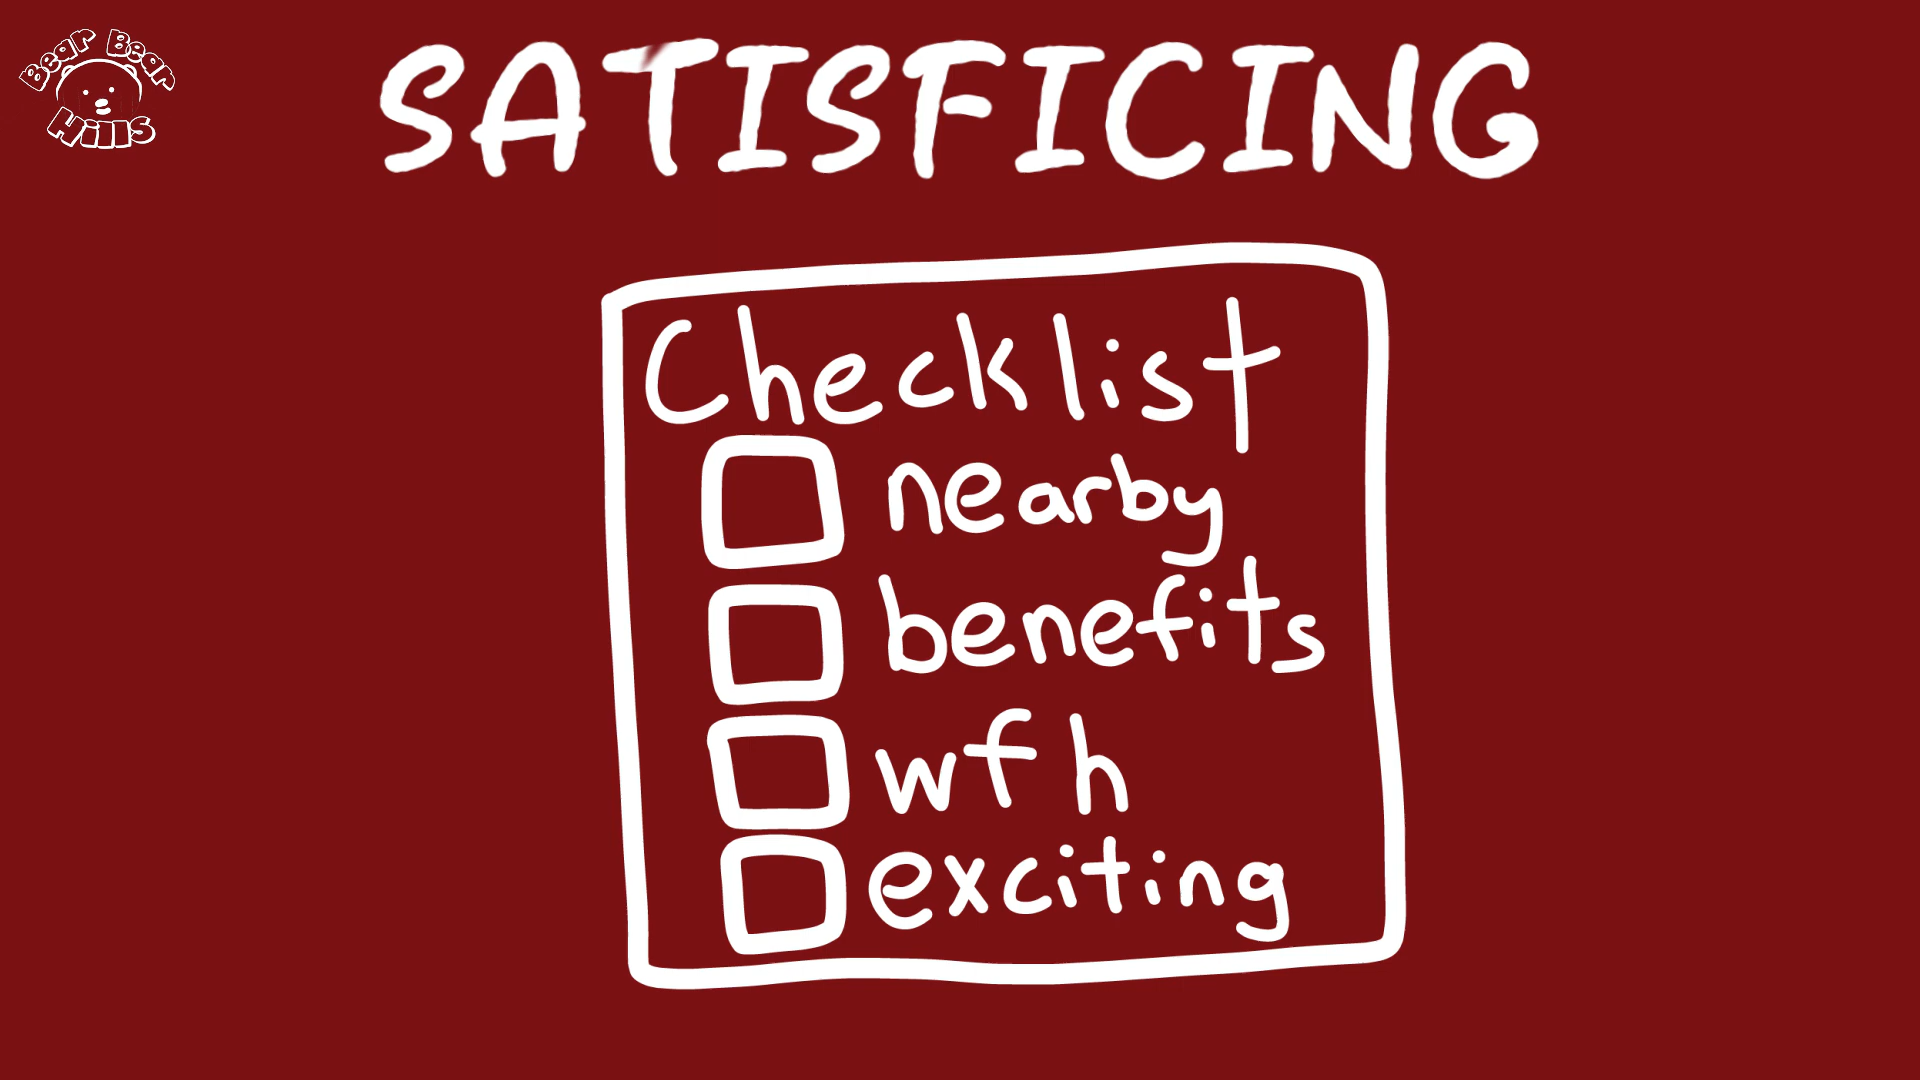 Bear Bear
Hills
SATISFICING
Checklist
nearby
benefits
wfh
exciting